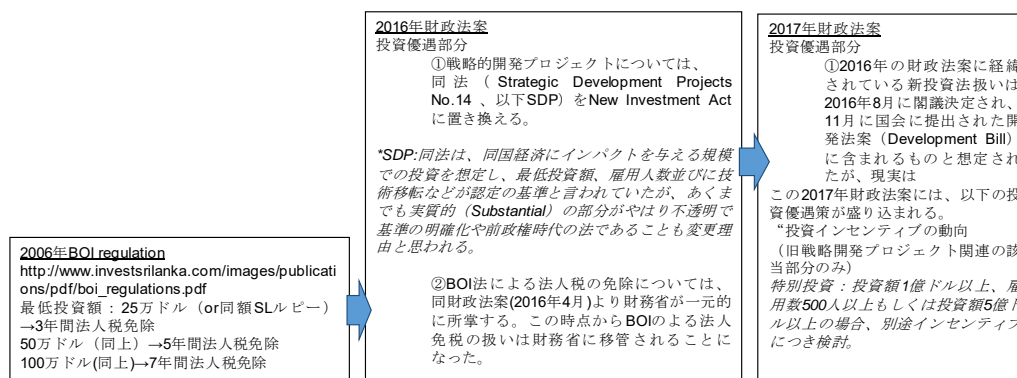 2006年BOI regulation
http://www.investsrilanka.com/images/publicati
ons/pdf/boi_regulations.pdf
最低投資額：25万ドル（or同額SLルピー）
→3年間法人税免除
50万ドル（同上）→5年間法人税免除
100万ドル(同上)→7年間法人税免除
2016年財政法案
投資優遇部分
①戦略的開発プロジェクトについては、
同法（Strategic Development Projects
No.14 、以下SDP）をNew Investment Act
に置き換える。
*SDP:同法は、同国経済にインパクトを与える規模
での投資を想定し、最低投資額、雇用人数並びに技
術移転などが認定の基準と言われていたが、あくま
でも実質的（Substantial）の部分がやはり不透明で
基準の明確化や前政権時代の法であることも変更理
由と思われる。
②BOI法による法人税の免除については、
同財政法案(2016年4月)より財務省が一元的
に所掌する。この時点からBOIのよる法人
免税の扱いは財務省に移管されることに
なった。
2017年財政法案
投資優遇部分
①2016年の財政法案に経緯
されている新投資法扱いは
2016年8月に閣議決定され、
11月に国会に提出された開
発法案（Development Bill）
に含まれるものと想定され
たが、現実は
この2017年財政法案には、以下の投
資優遇策が盛り込まれる。
“投資インセンティブの動向
（旧戦略開発プロジェクト関連の該
当部分のみ）
特別投資：投資額1億ドル以上、雇
用数500人以上もしくは投資額5億ド
ル以上の場合、別途インセンティブ
につき検討。